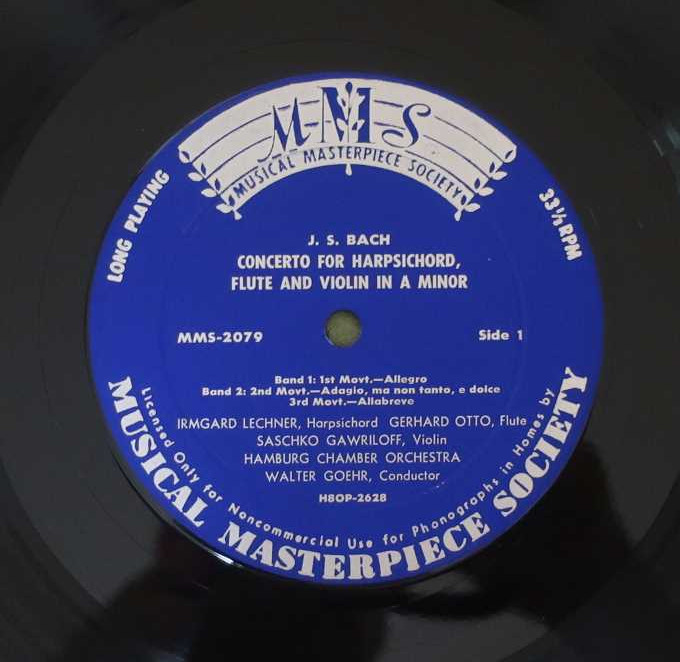 MMS
MUSICAL MASTERPIECE SOCIETY
LONG PLAYING
33⅓ RPM
J. S. BACH
CONCERTO FOR HARPSICHORD,
FLUTE AND VIOLIN IN A MINOR
MMS-2079
Side 1
Band 1: 1st Movt.—Allegro
Band 2: 2nd Movt.—Adagio, ma non tanto, e dolce
3rd Movt.—Allabreve
IRMGARD LECHNER, Harpsichord GERHARD OTTO, Flute
SASCHKO GAWRILOFF, Violin
HAMBURG CHAMBER ORCHESTRA
WALTER GOEHR, Conductor
H8OP-2628
Licensed Only for Noncommercial Use for Phonographs in Homes by
MUSICAL MASTERPIECE SOCIETY